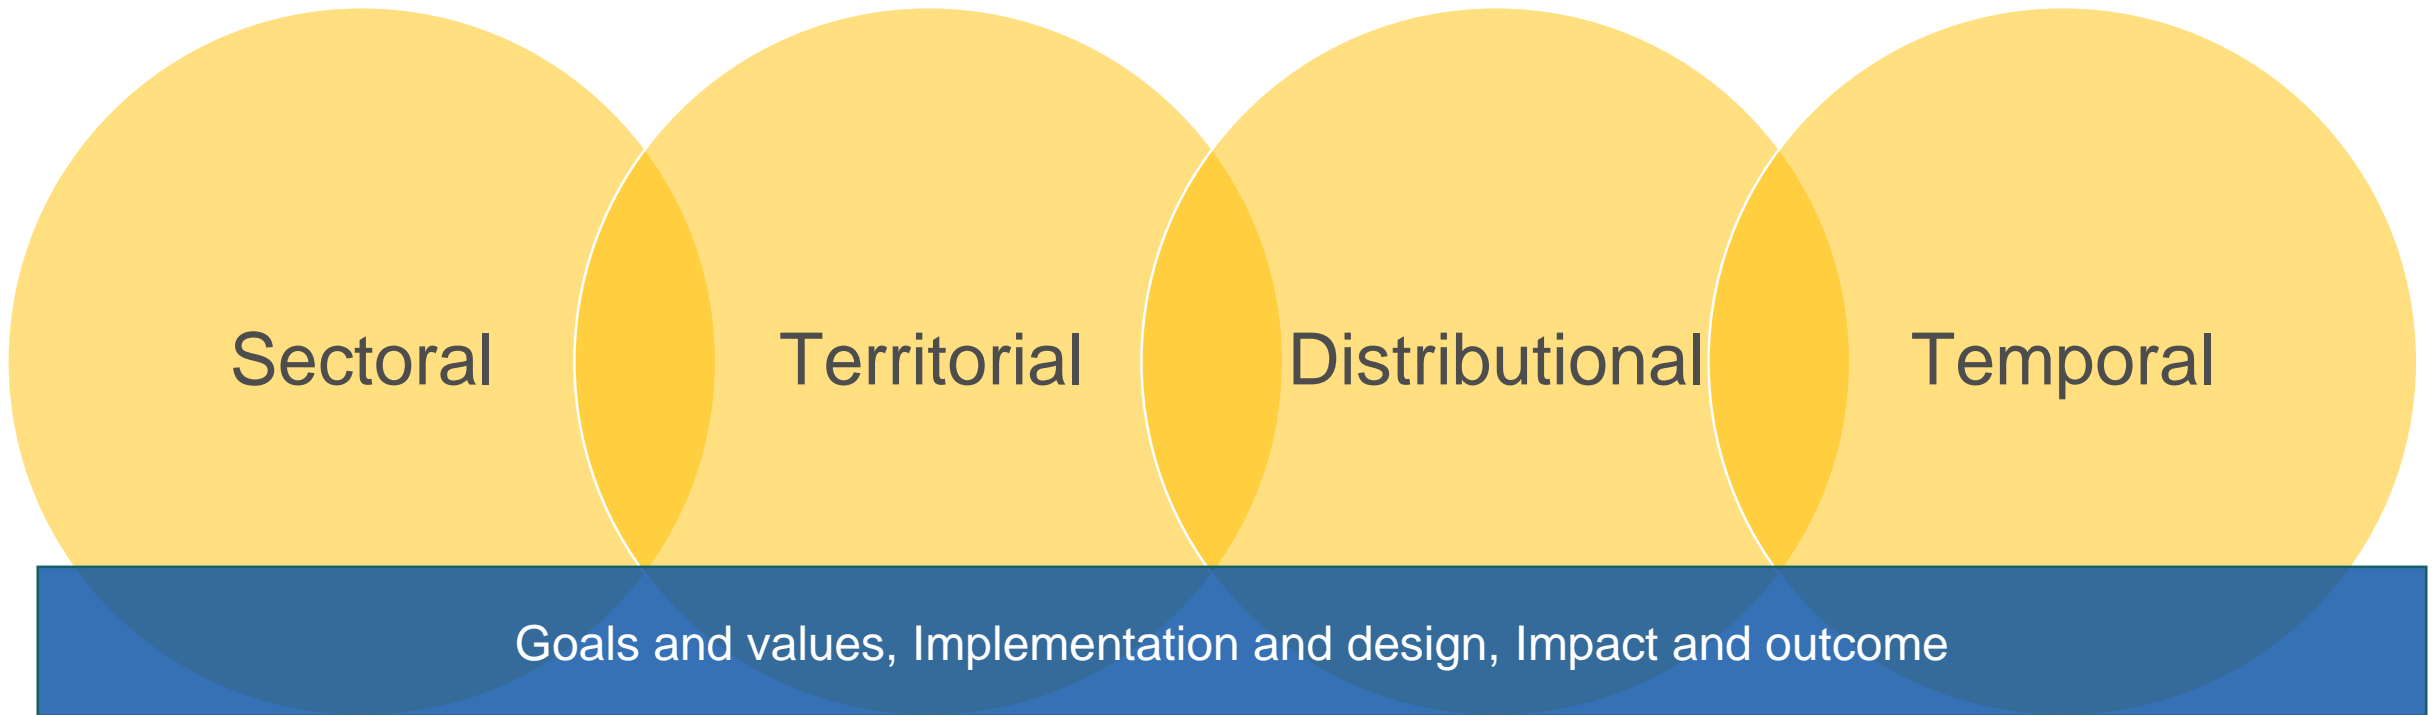 Sectoral
Territorial
Distributional
Temporal
Goals and values, Implementation and design, Impact and outcome